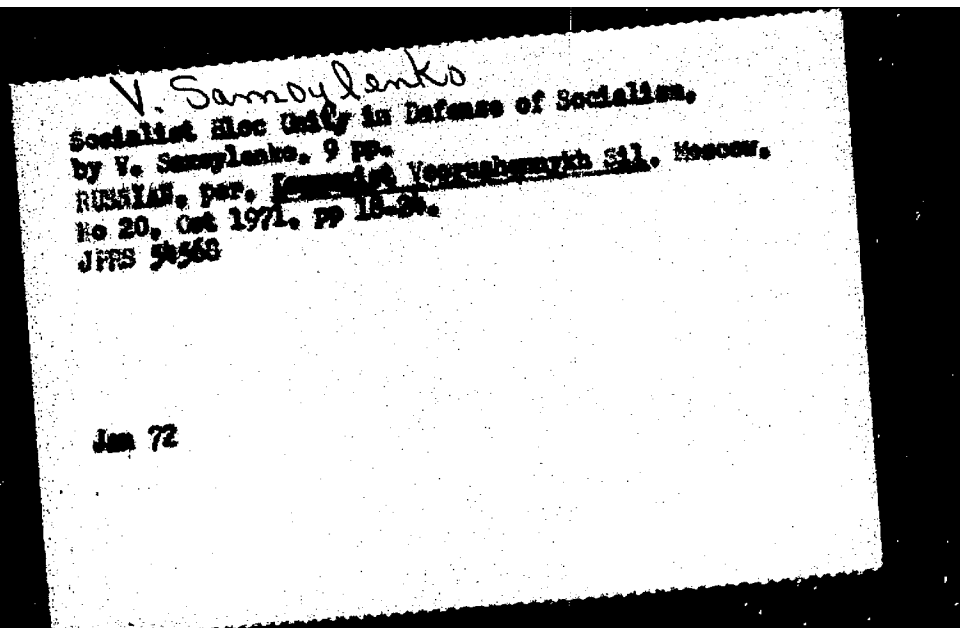 V. Samoylenko
Socialist Bloc Unity in Defense of Socialism,
by V. Samoylenko. 9 pp.
RUSSIAN, per, Kommunist Vooruzhennykh Sil, Moscow,
No 20, Oct 1971, pp 18-24.
JPRS 54568
Jan 72